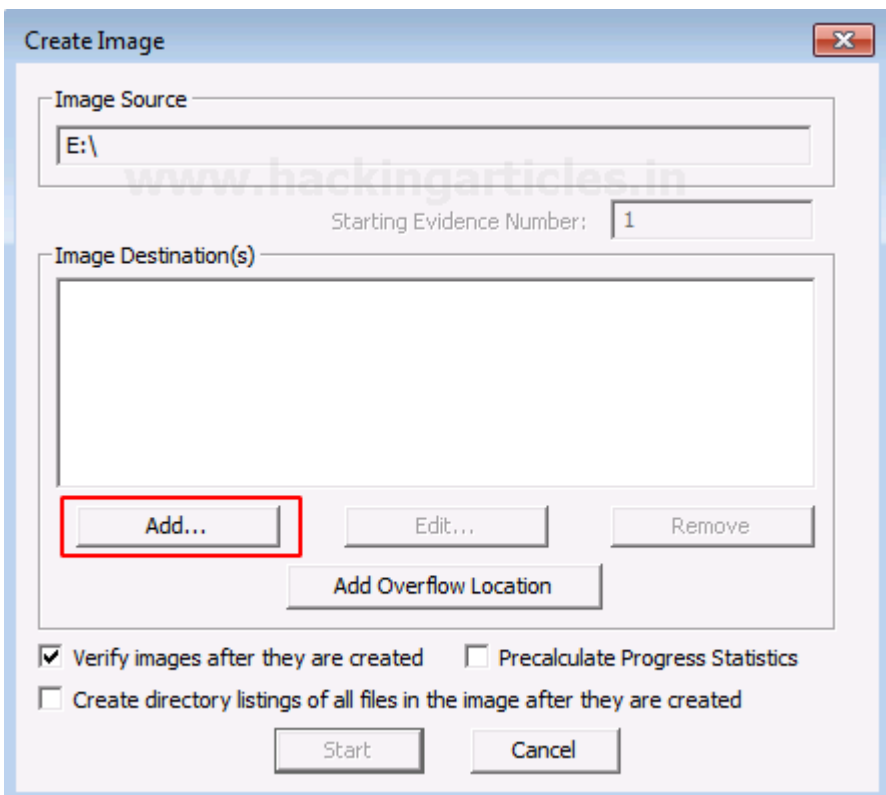 Create Image
Image Source
E:\
www.hackingarticles.in
Starting Evidence Number: 1
Image Destination(s)
Add... Edit... Remove
Add Overflow Location
Verify images after they are created Precalculate Progress Statistics
Create directory listings of all files in the image after they are created
Start Cancel